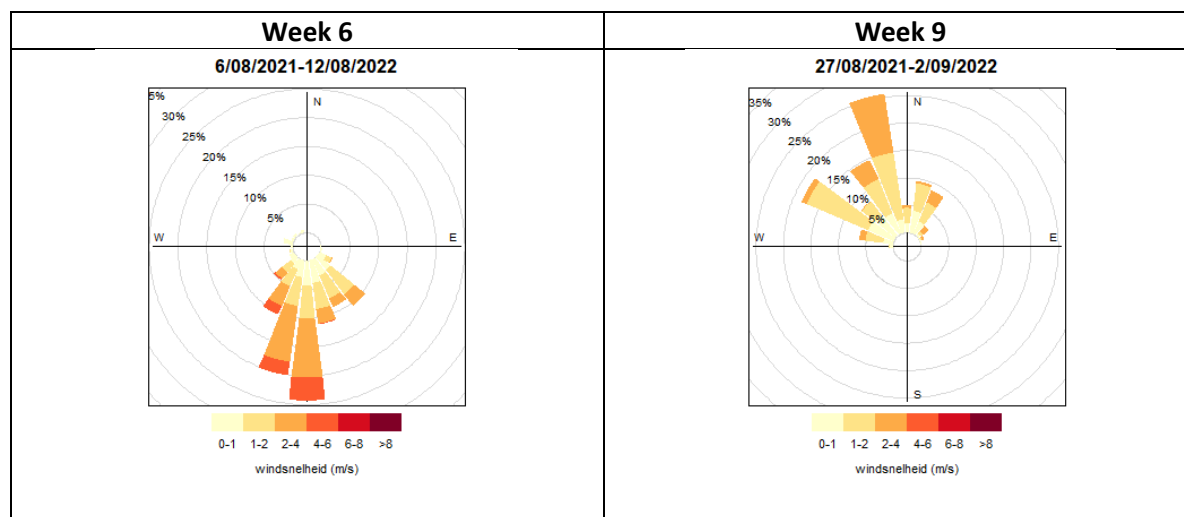 Week 6
Week 9
6/08/2021-12/08/2022
5%
30%
25%
20%
15%
10%
5%
N
W
E
0-1 1-2 2-4 4-6 6-8 >8
windsnelheid (m/s)
27/08/2021-2/09/2022
35%
30%
25%
20%
15%
10%
5%
N
W
E
S
0-1 1-2 2-4 4-6 6-8 >8
windsnelheid (m/s)